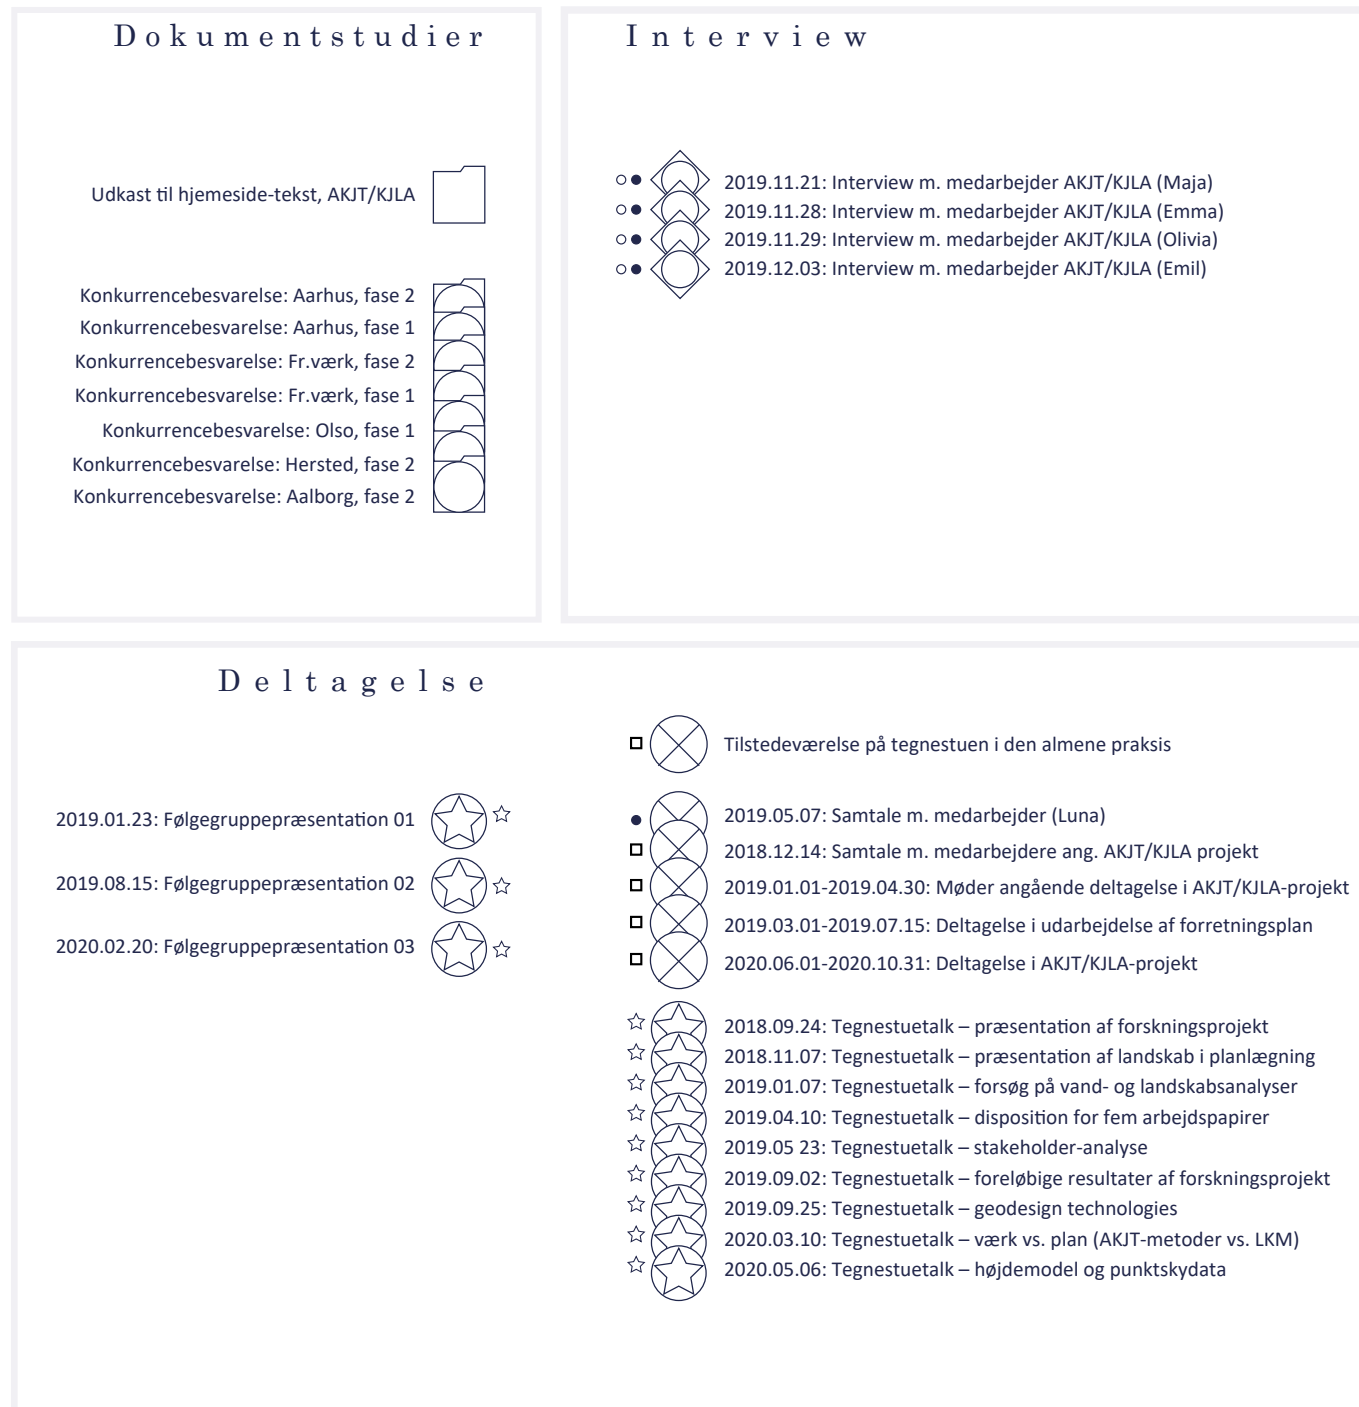 Dokumentstudier
Udkast til hjemeside-tekst, AKJT/KJLA
Konkurrencebesvarelse: Aarhus, fase 2
Konkurrencebesvarelse: Aarhus, fase 1
Konkurrencebesvarelse: Fr.værk, fase 2
Konkurrencebesvarelse: Fr.værk, fase 1
Konkurrencebesvarelse: Olso, fase 1
Konkurrencebesvarelse: Hersted, fase 2
Konkurrencebesvarelse: Aalborg, fase 2
Interview
2019.11.21: Interview m. medarbejder AKJT/KJLA (Maja)
2019.11.28: Interview m. medarbejder AKJT/KJLA (Emma)
2019.11.29: Interview m. medarbejder AKJT/KJLA (Olivia)
2019.12.03: Interview m. medarbejder AKJT/KJLA (Emil)
Deltagelse
2019.01.23: Følgegruppepræsentation 01
2019.08.15: Følgegruppepræsentation 02
2020.02.20: Følgegruppepræsentation 03
Tilstedeværelse på tegnestuen i den almene praksis
2019.05.07: Samtale m. medarbejder (Luna)
2018.12.14: Samtale m. medarbejdere ang. AKJT/KJLA projekt
2019.01.01-2019.04.30: Møder angående deltagelse i AKJT/KJLA-projekt
2019.03.01-2019.07.15: Deltagelse i udarbejdelse af forretningsplan
2020.06.01-2020.10.31: Deltagelse i AKJT/KJLA-projekt
2018.09.24: Tegnestuetalk – præsentation af forskningsprojekt
2018.11.07: Tegnestuetalk – præsentation af landskab i planlægning
2019.01.07: Tegnestuetalk – forsøg på vand- og landskabsanalyser
2019.04.10: Tegnestuetalk – disposition for fem arbejdspapirer
2019.05 23: Tegnestuetalk – stakeholder-analyse
2019.09.02: Tegnestuetalk – foreløbige resultater af forskningsprojekt
2019.09.25: Tegnestuetalk – geodesign technologies
2020.03.10: Tegnestuetalk – værk vs. plan (AKJT-metoder vs. LKM)
2020.05.06: Tegnestuetalk – højdemodel og punktskydata